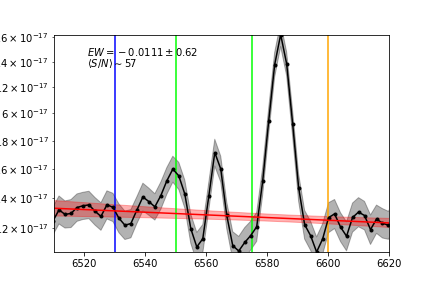 EW = −0.0111 ± 0.62
⟨S/N⟩ ~ 57
.6 × 10⁻¹⁷
.4 × 10⁻¹⁷
12 × 10⁻¹⁷
6 × 10⁻¹⁷
.8 × 10⁻¹⁷
.6 × 10⁻¹⁷
.4 × 10⁻¹⁷
.2 × 10⁻¹⁷
6520 6540 6560 6580 6600 6620